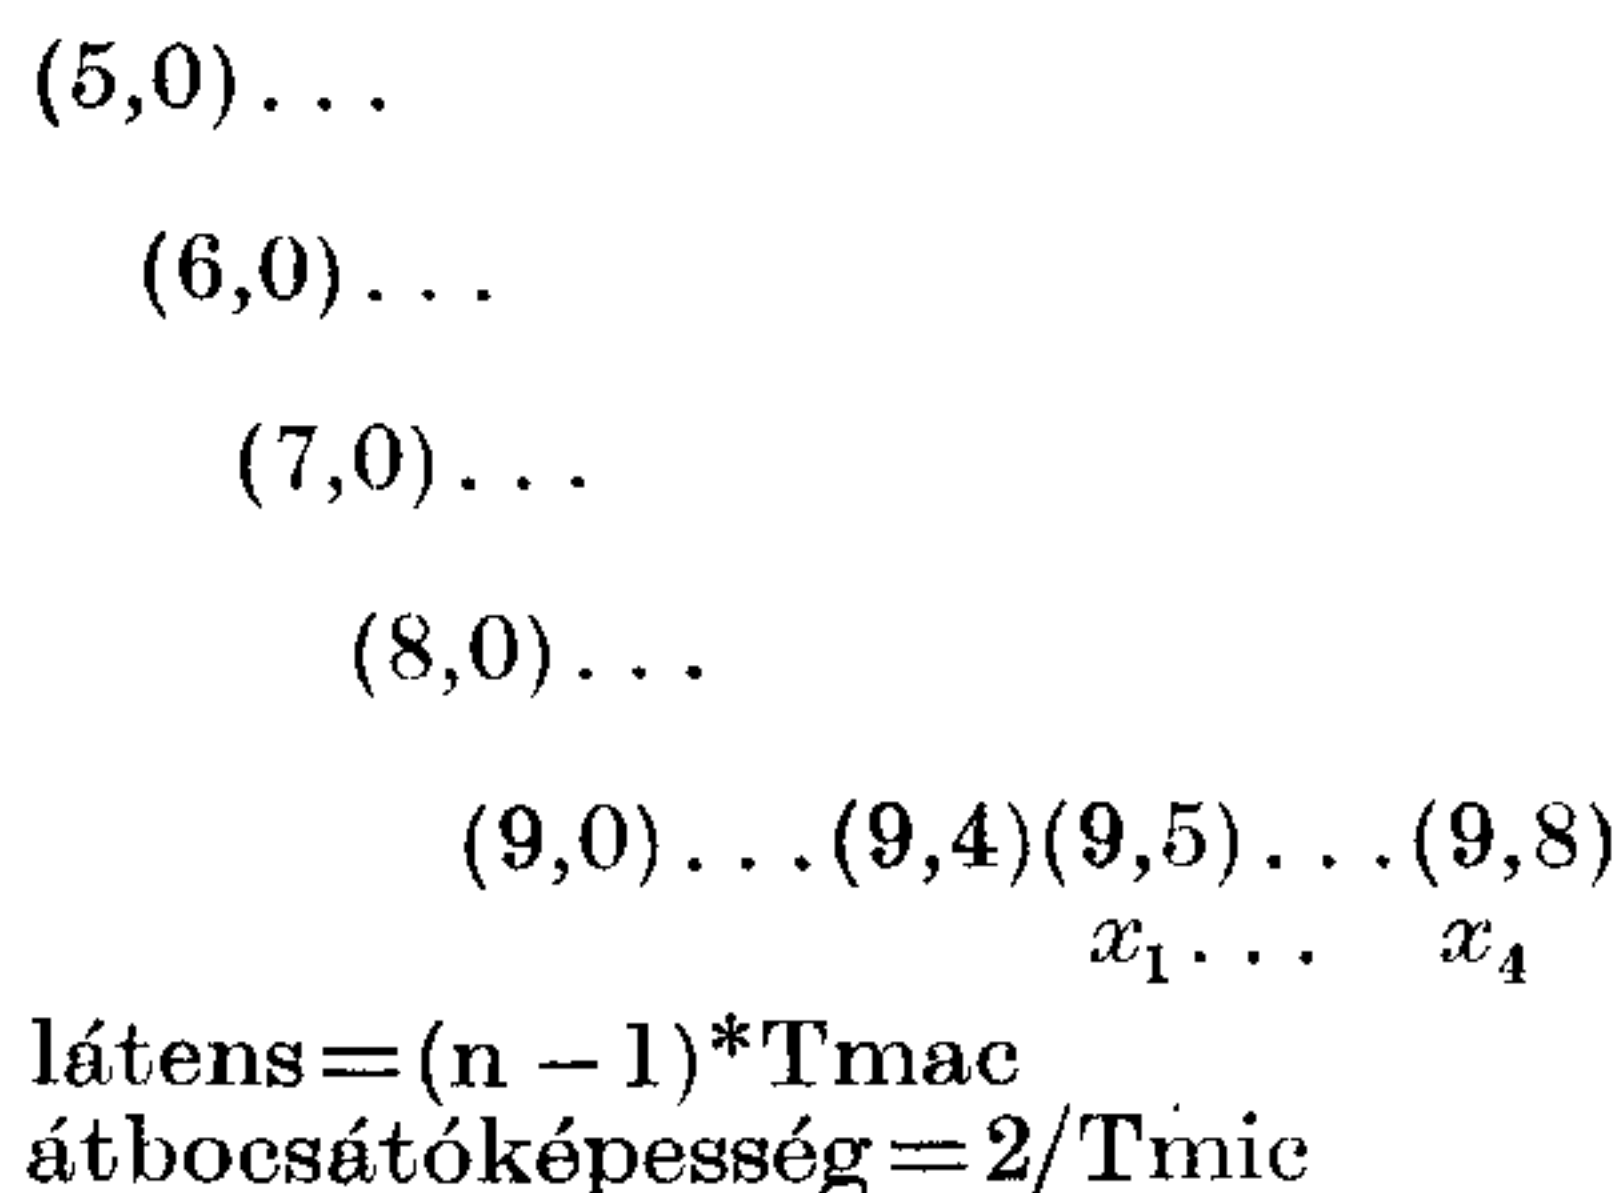 (5,0)...
(6,0)...
(7,0)...
(8,0)...
(9,0)...(9,4)(9,5)...(9,8)
x₁... x₄
látens=(n – 1)*Tmac
átbocsátóképesség=2/Tmic